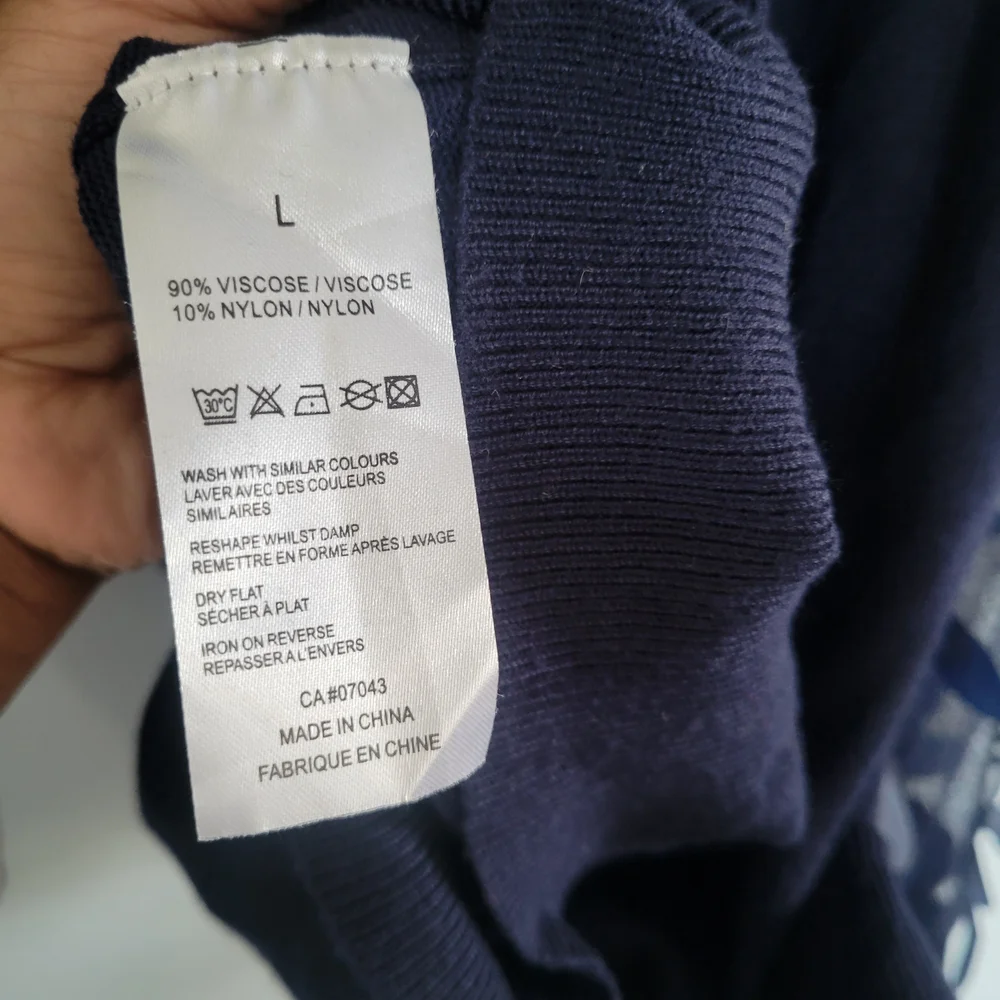 L
90% VISCOSE / VISCOSE
10% NYLON / NYLON
30°C
WASH WITH SIMILAR COLOURS
LAVER AVEC DES COULEURS
SIMILAIRES
RESHAPE WHILST DAMP
REMETTRE EN FORME APRÈS LAVAGE
DRY FLAT
SÉCHER À PLAT
IRON ON REVERSE
REPASSER A L'ENVERS
CA#07043
MADE IN CHINA
FABRIQUE EN CHINE